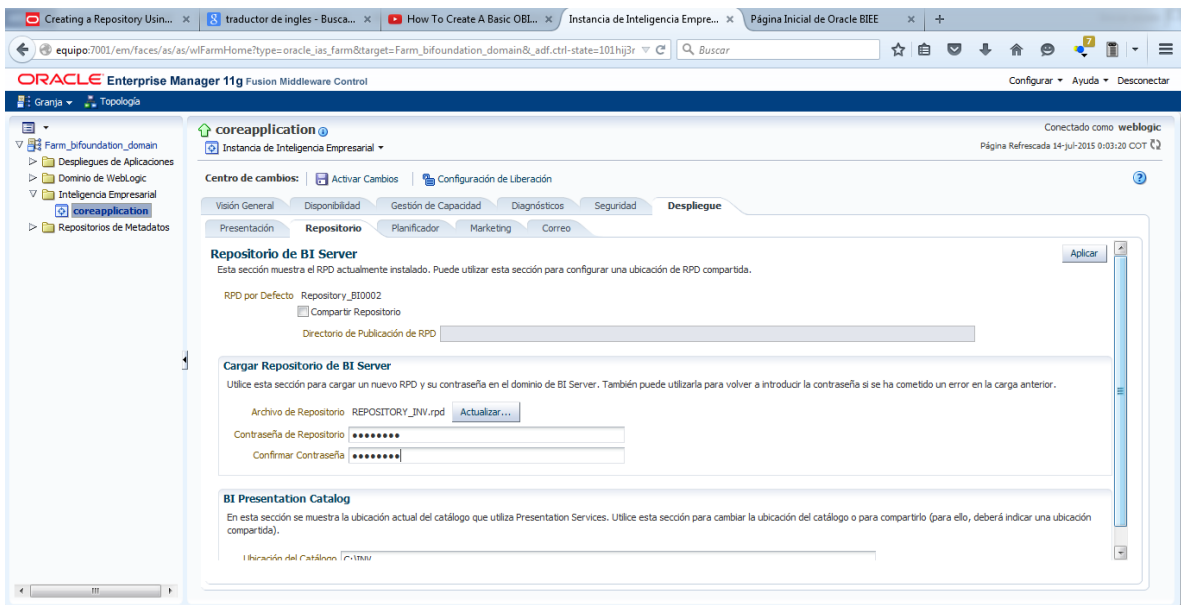 Creating a Repository Usin... traductor de ingles - Busca... How To Create A Basic OBI... Instancia de Inteligencia Empre... Página Inicial de Oracle BIEE
equipo:7001/em/faces/as/as/wlFarmHome?type=oracle_ias_farm&target=Farm_bifoundation_domain&_adf.ctrl-state=101hij3r Buscar 7
ORACLE Enterprise Manager 11g Fusion Middleware Control Configurar Ayuda Desconectar
Granja Topología
Farm_bifoundation_domain
Despliegues de Aplicaciones
Dominio de WebLogic
Inteligencia Empresarial
coreapplication
Repositorios de Metadatos
coreapplication Conectado como weblogic
Instancia de Inteligencia Empresarial Página Refrescada 14-jul-2015 0:03:20 COT
Centro de cambios: Activar Cambios Configuración de Liberación
Visión General Disponibilidad Gestión de Capacidad Diagnósticos Seguridad Despliegue
Presentación Repositorio Planificador Marketing Correo
Repositorio de BI Server Aplicar
Esta sección muestra el RPD actualmente instalado. Puede utilizar esta sección para configurar una ubicación de RPD compartida.
RPD por Defecto Repository_BI0002
Compartir Repositorio
Directorio de Publicación de RPD
Cargar Repositorio de BI Server
Utilice esta sección para cargar un nuevo RPD y su contraseña en el dominio de BI Server. También puede utilizarla para volver a introducir la contraseña si se ha cometido un error en la carga anterior.
Archivo de Repositorio REPOSITORY_INV.rpd Actualizar...
Contraseña de Repositorio ••••••••
Confirmar Contraseña ••••••••
BI Presentation Catalog
En esta sección se muestra la ubicación actual del catálogo que utiliza Presentation Services. Utilice esta sección para cambiar la ubicación del catálogo o para compartirlo (para ello, deberá indicar una ubicación
compartida).
Ubicación del Catálogo C:\INV